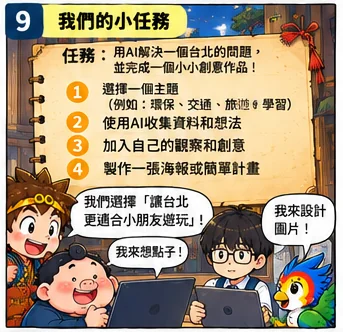 9 我們的小任務
任務：用AI解決一個台北的問題，
並完成一個小小創意作品！
1 選擇一個主題
（例如：環保、交通、旅遊、學習）
2 使用AI收集資料和想法
3 加入自己的觀察和創意
4 製作一張海報或簡單計畫
我們選擇「讓台北
更適合小朋友遊玩」！
我來想點子！
我來設計
圖片！